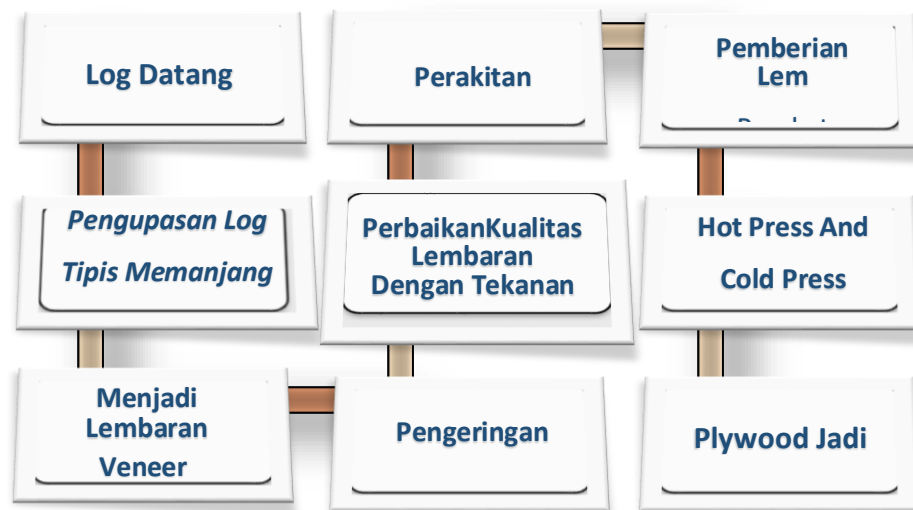 Log Datang
Pengupasan Log
Tipis Memanjang
Menjadi
Lembaran
Veneer
Pengeringan
PerbaikanKualitas
Lembaran
Dengan Tekanan
Perakitan
Pemberian
Lem
Hot Press And
Cold Press
Plywood Jadi